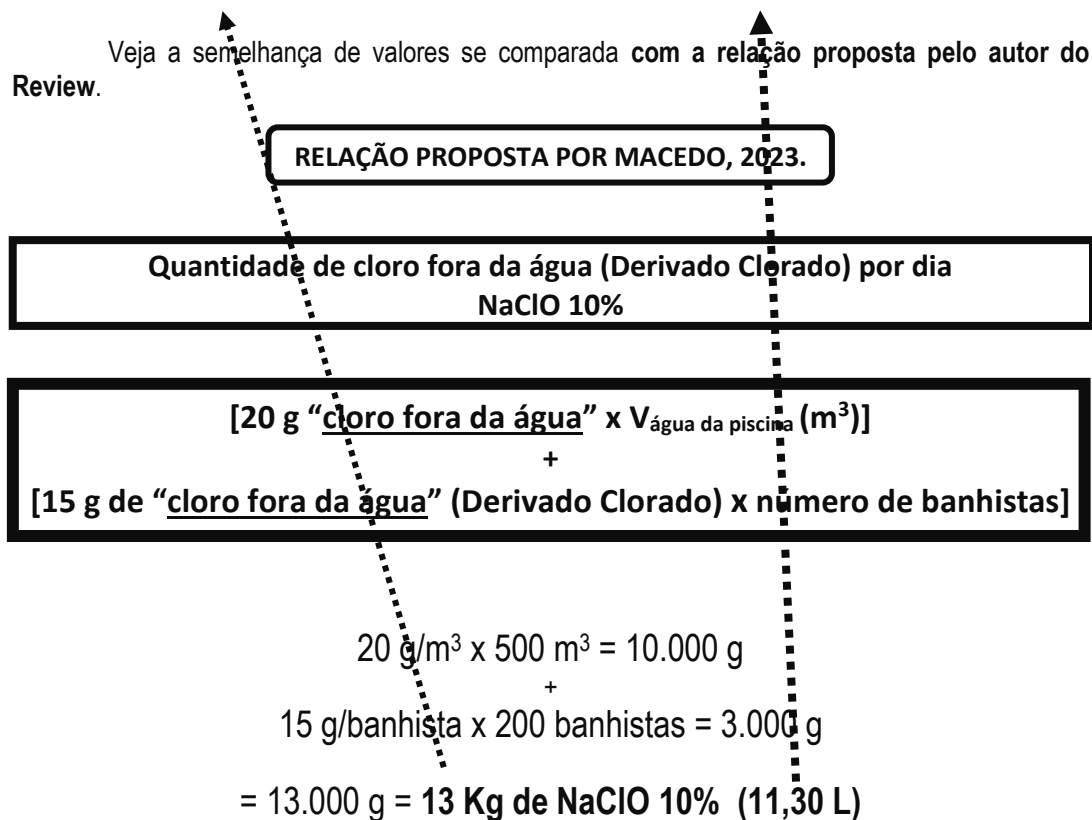 Veja a semelhança de valores se comparada com a relação proposta pelo autor do
Review.
RELAÇÃO PROPOSTA POR MACEDO, 2023.
Quantidade de cloro fora da água (Derivado Clorado) por dia
NaClO 10%
[20 g “cloro fora da água” x Vágua da piscina (m³)]
+
[15 g de “cloro fora da água” (Derivado Clorado) x número de banhistas]
20 g/m³ x 500 m³ = 10.000 g
+
15 g/banhista x 200 banhistas = 3.000 g
= 13.000 g = 13 Kg de NaClO 10% (11,30 L)